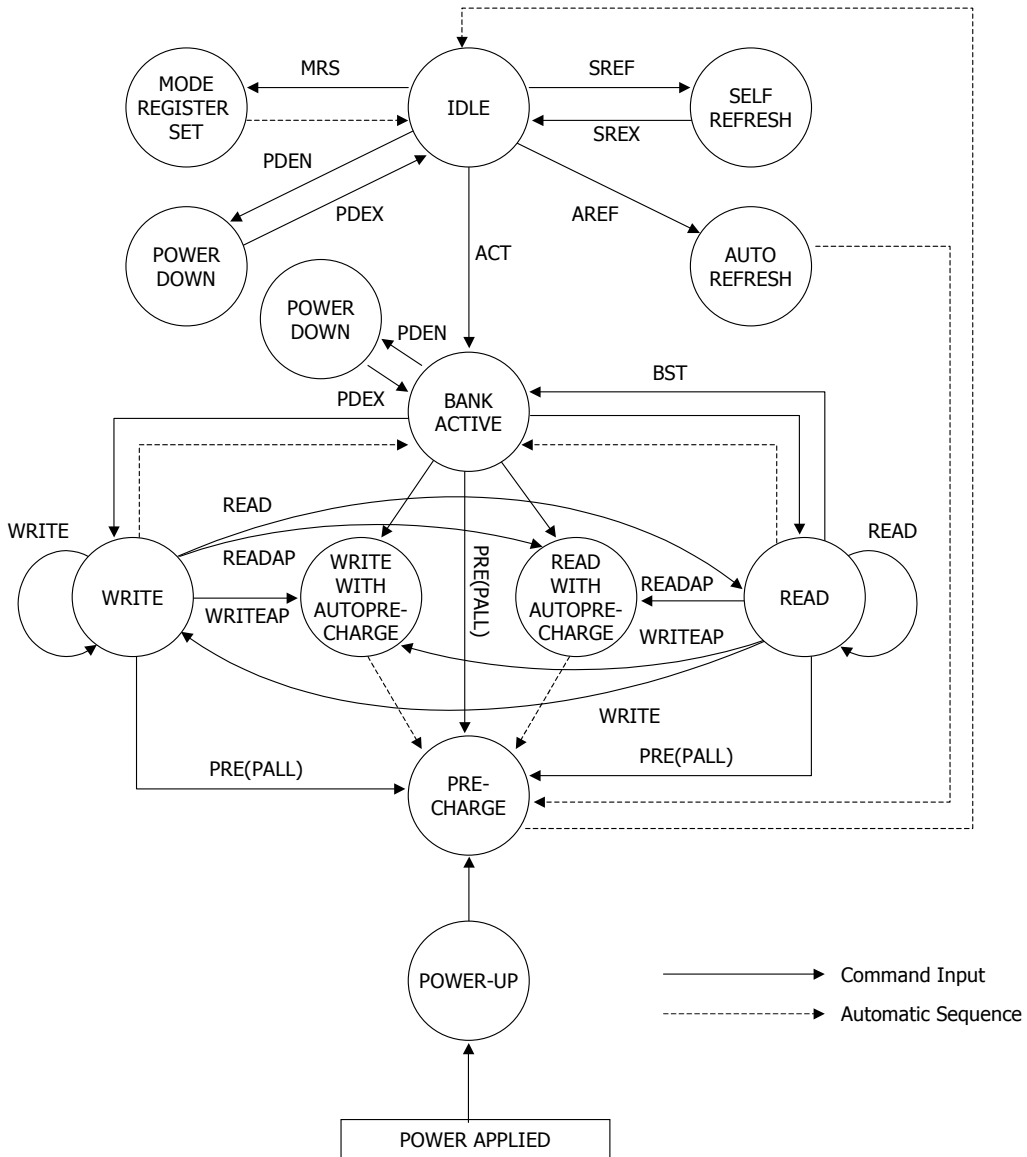 MRS
SREF
MODE
REGISTER
SET
IDLE
SELF
REFRESH
SREX
PDEN
PDEX
AREF
POWER
DOWN
ACT
AUTO
REFRESH
POWER
DOWN
PDEN
PDEX
BST
BANK
ACTIVE
READ
WRITE
READ
READAP
WRITE
WITH
AUTOPRE-
CHARGE
PRE(PALL)
READ
WITH
AUTOPRE-
CHARGE
READAP
WRITE
WRITEAP
READ
WRITEAP
WRITE
PRE(PALL)
PRE(PALL)
PRE-
CHARGE
POWER-UP
Command Input
Automatic Sequence
POWER APPLIED